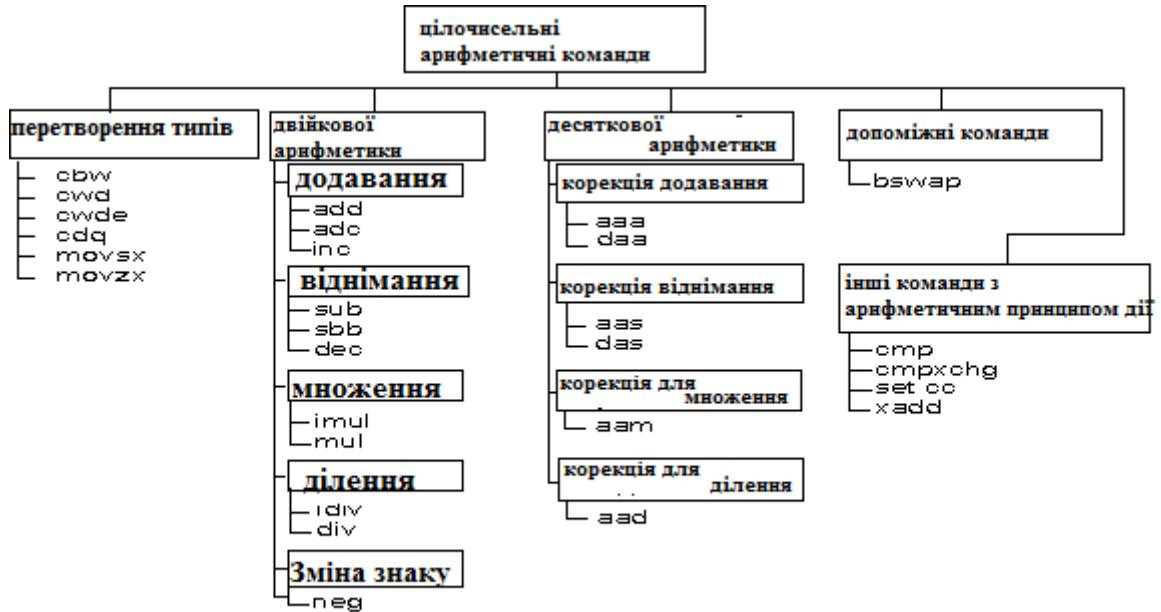 цілочисельні
арифметичні команди
перетворення типів
cbw
cwd
cwde
cdq
movsx
movzx
двійкової
арифметики
додавання
add
adc
inc
віднімання
sub
sbb
dec
множення
imul
mul
ділення
idiv
div
Зміна знаку
neg
десяткової
арифметики
корекція додавання
aaa
daa
корекція віднімання
aas
das
корекція для
множення
aam
корекція для
ділення
aad
допоміжні команди
bswap
інші команди з
арифметичним принципом дії
cmp
cmpxchg
set cc
xadd